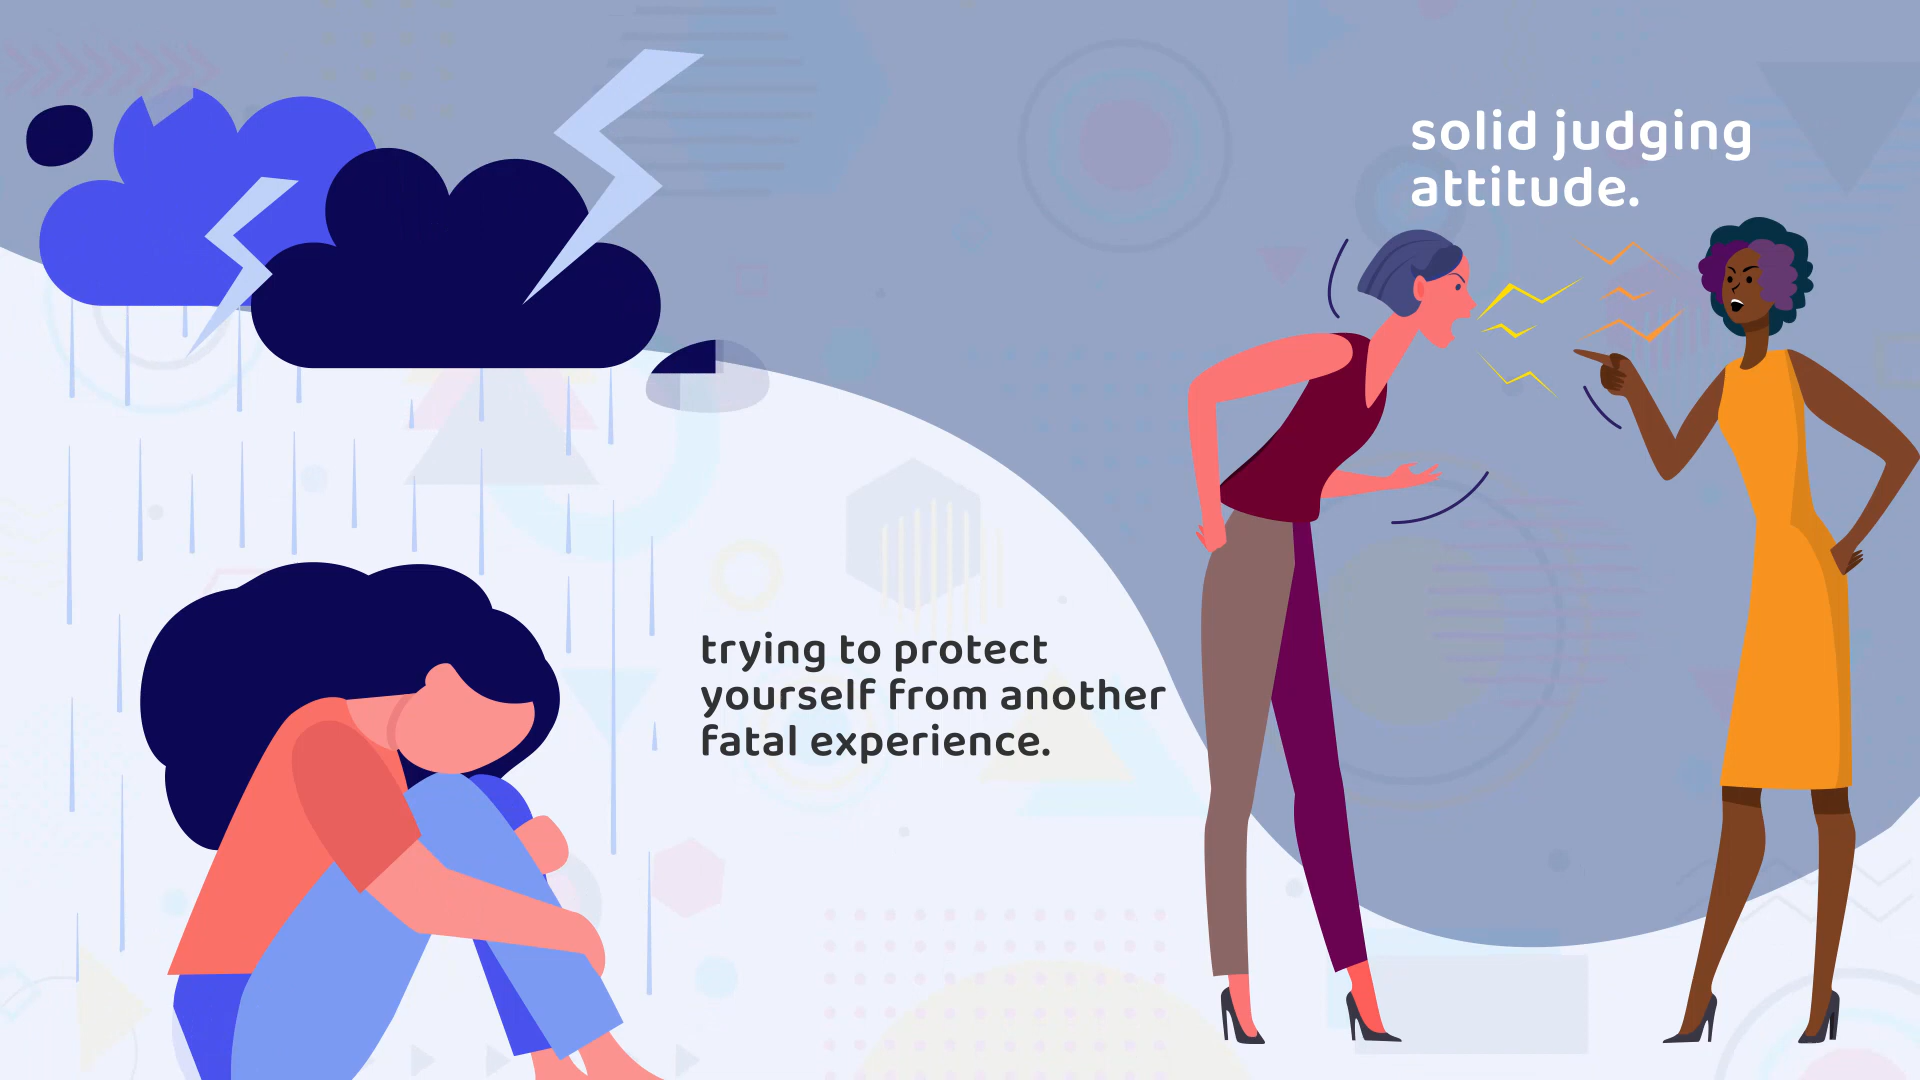 solid judging
attitude.
trying to protect
yourself from another
fatal experience.